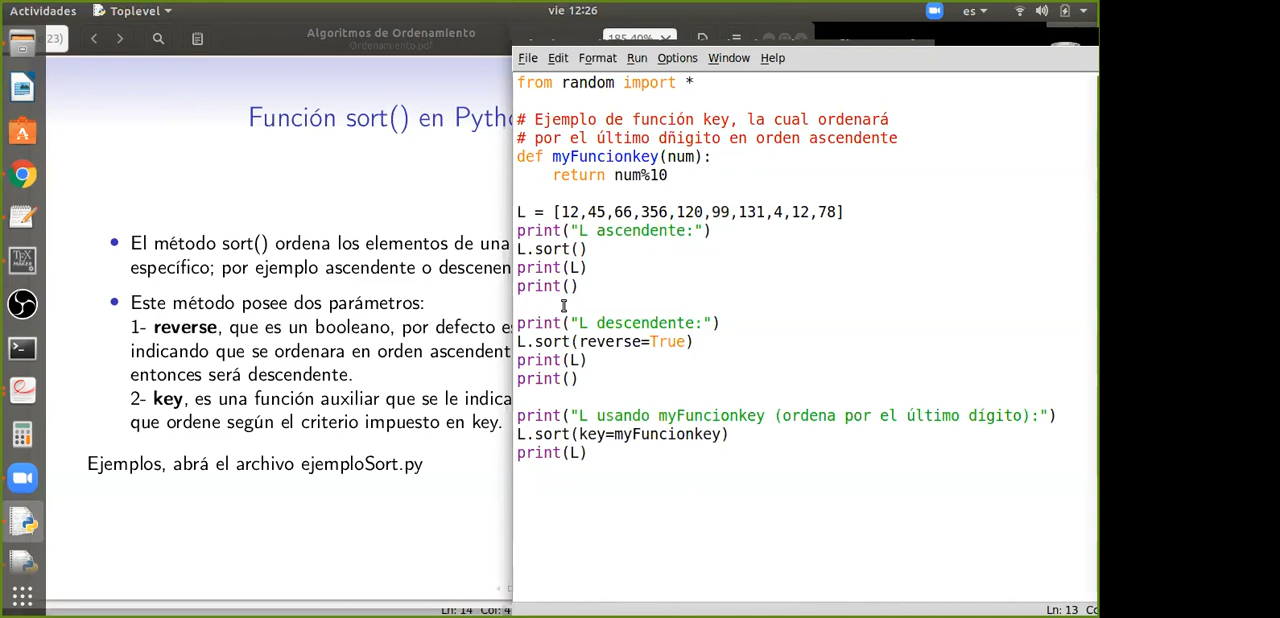 Actividades
Toplevel
vie 12:26
es
23)
Algoritmos de Ordenamiento
Ordenamiento.pdf
185,40%
Función sort() en Pytho
El método sort() ordena los elementos de una
específico; por ejemplo ascendente o descenen
Este método posee dos parámetros:
1- reverse, que es un booleano, por defecto es
indicando que se ordenara en orden ascendent
entonces será descendente.
2- key, es una función auxiliar que se le indica
que ordene según el criterio impuesto en key.
Ejemplos, abrá el archivo ejemploSort.py
Ln: 14 Col: 4
File Edit Format Run Options Window Help
from random import *
# Ejemplo de función key, la cual ordenará
# por el último dñigito en orden ascendente
def myFuncionkey(num):
    return num%10
L = [12,45,66,356,120,99,131,4,12,78]
print("L ascendente:")
L.sort()
print(L)
print()
print("L descendente:")
L.sort(reverse=True)
print(L)
print()
print("L usando myFuncionkey (ordena por el último dígito):")
L.sort(key=myFuncionkey)
print(L)
Ln: 13 Co